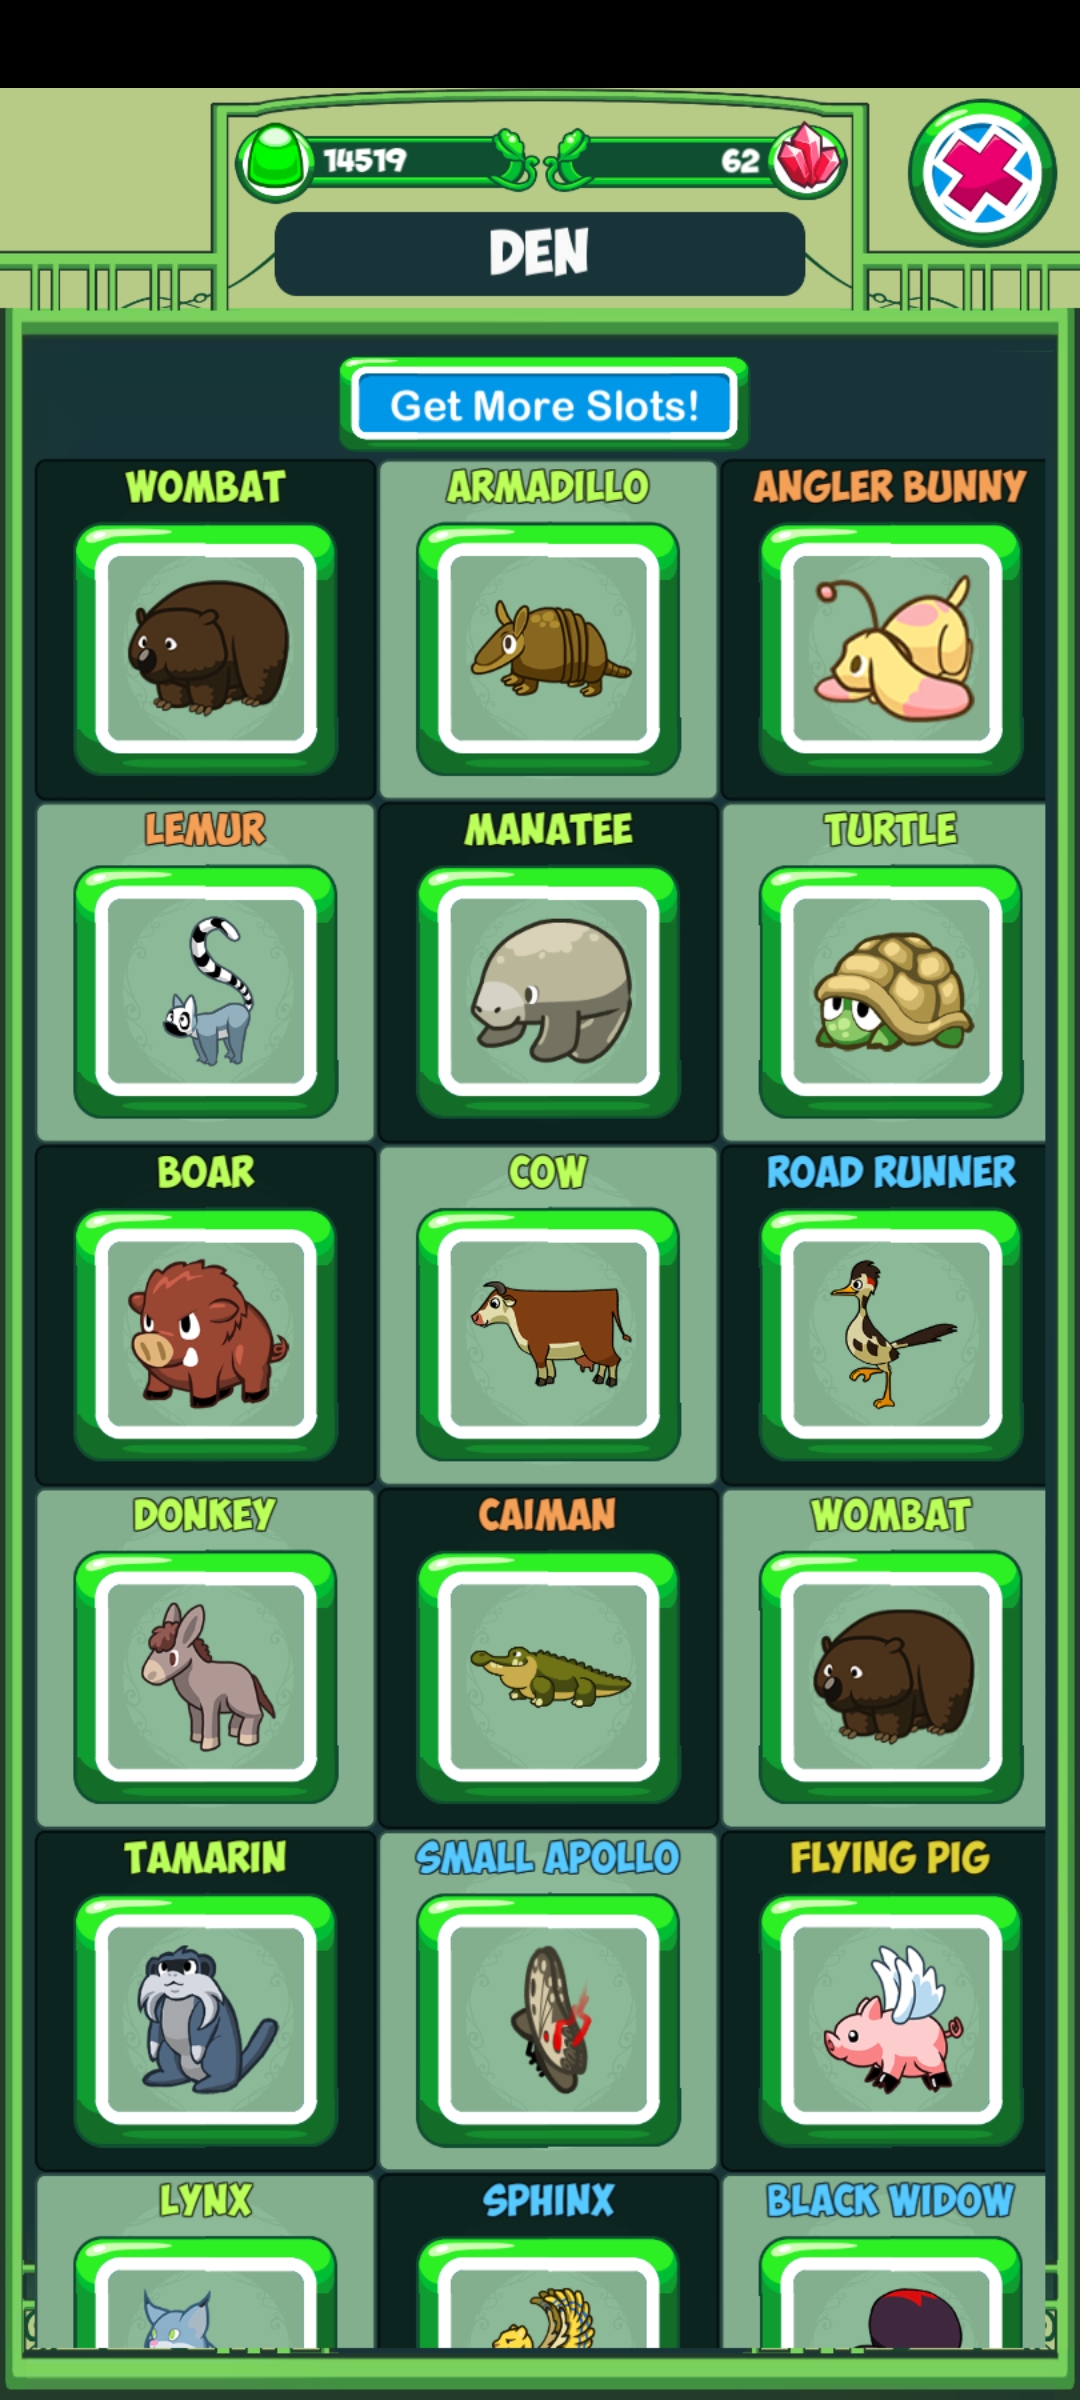 14519
62
DEN
Get More Slots!
WOMBAT
ARMADILLO
ANGLER BUNNY
LEMUR
MANATEE
TURTLE
BOAR
COW
ROAD RUNNER
DONKEY
CAIMAN
WOMBAT
TAMARIN
SMALL APOLLO
FLYING PIG
LYNX
SPHINX
BLACK WIDOW